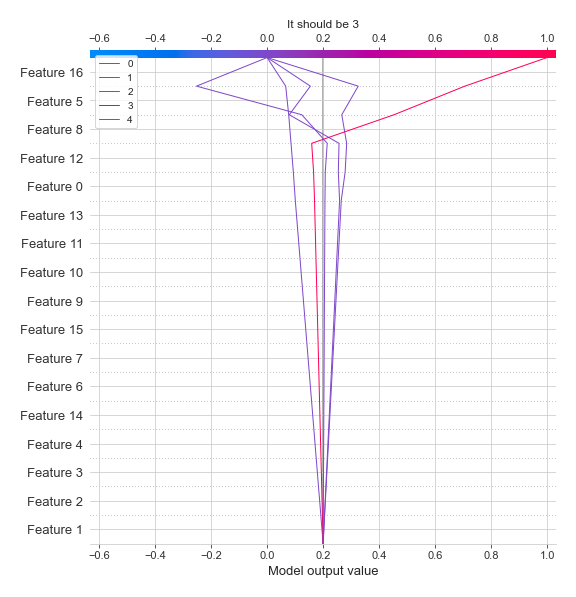 It should be 3
−0.6 −0.4 −0.2 0.0 0.2 0.4 0.6 0.8 1.0
0
1
2
3
4
Feature 16
Feature 5
Feature 8
Feature 12
Feature 0
Feature 13
Feature 11
Feature 10
Feature 9
Feature 15
Feature 7
Feature 6
Feature 14
Feature 4
Feature 3
Feature 2
Feature 1
−0.6 −0.4 −0.2 0.0 0.2 0.4 0.6 0.8 1.0
Model output value